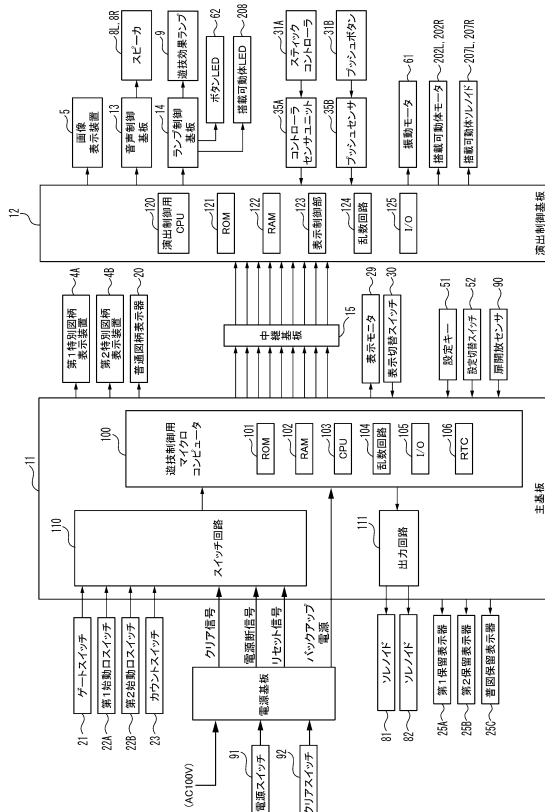 (AC100V)
電源スイッチ
91
クリアスイッチ
92
電源基板
クリア信号
電源断信号
リセット信号
バックアップ
電源
21
ゲートスイッチ
22A
第1始動口スイッチ
22B
第2始動口スイッチ
23
カウントスイッチ
81
ソレノイド
82
ソレノイド
25A
第1保留表示器
25B
第2保留表示器
25C
普図保留表示器
11
主基板
110
スイッチ回路
111
出力回路
100
遊技制御用
マイクロ
コンピュータ
101
ROM
102
RAM
103
CPU
104
乱数回路
105
I/O
106
RTC
第1特別図柄
表示装置
4A
第2特別図柄
表示装置
4B
普通図柄表示器
20
中継基板
15
表示モニタ
29
表示切替スイッチ
30
設定キー
51
設定切替スイッチ
52
扉開放センサ
90
12
演出制御基板
120
演出制御用
CPU
121
ROM
122
RAM
123
表示制御部
124
乱数回路
125
I/O
5
画像
表示装置
13
音声制御
基板
8L、8R
スピーカ
14
ランプ制御
基板
9
遊技効果ランプ
62
ボタンLED
208
搭載可動体LED
35A
コントローラ
センサユニット
31A
スティック
コントローラ
35B
プッシュセンサ
31B
プッシュボタン
振動モータ
61
搭載可動体モータ
202L、202R
搭載可動体ソレノイド
207L、207R